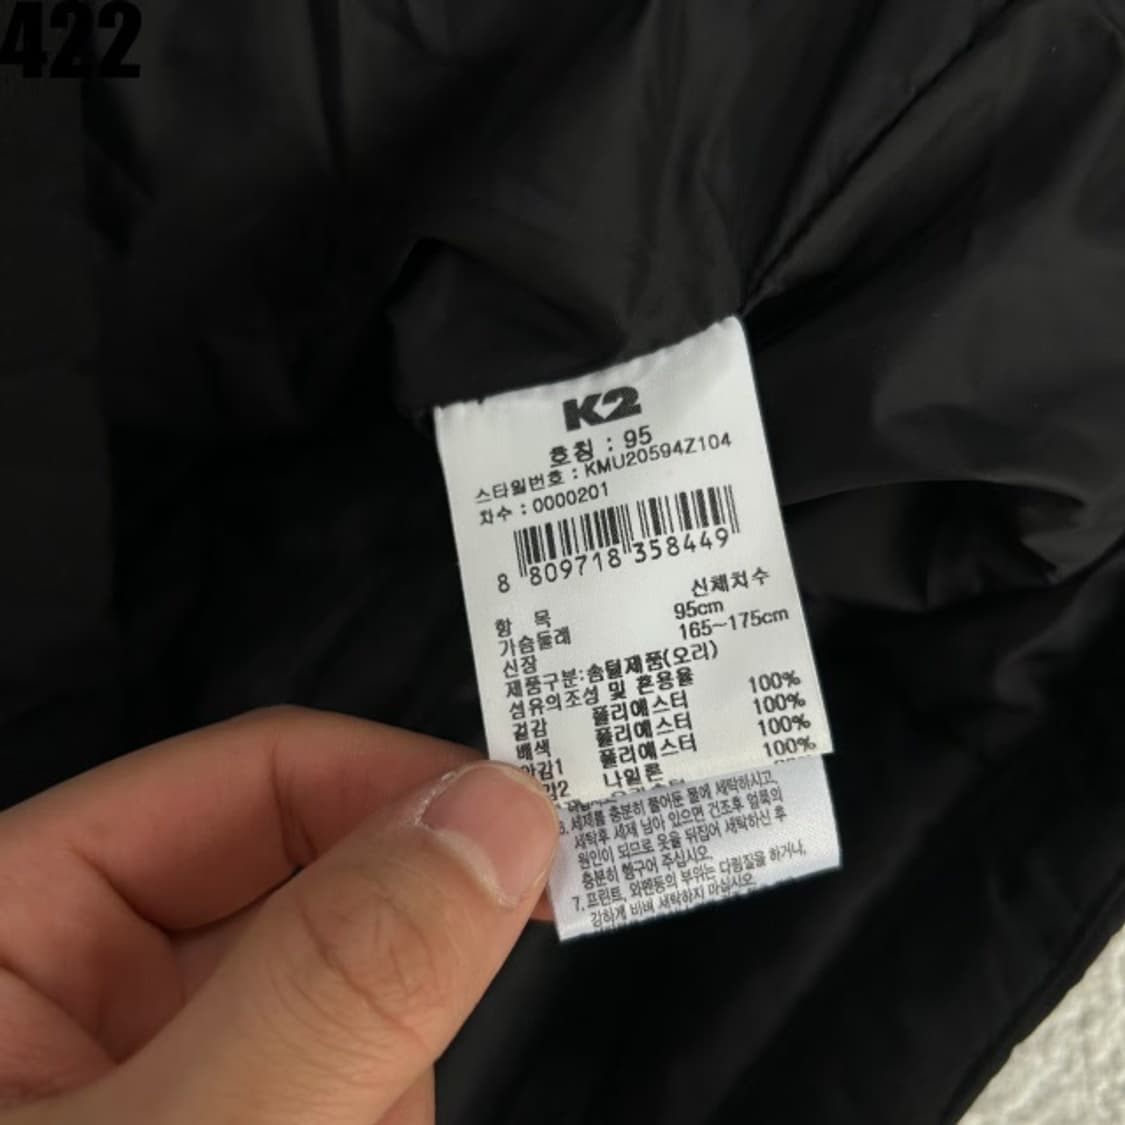 422
K2
호칭 : 95
스타일번호 : KMU20594Z104
차수 : 0000201
8 809718 358449
신체치수
항 목 95cm
가슴둘레 165~175cm
신장
제품구분:솜털제품(오리)
섬유의조성 및 혼용율
겉감 폴리에스터 100%
배색 폴리에스터 100%
안감1 폴리에스터 100%
감2 나일론 100%
세제를 충분히 풀어둔 물에 세탁하시고,
세탁후 세제 남아 있으면 건조후 얼룩의
원인이 되므로 옷을 뒤집어 세탁하신 후
충분히 헹구어 주십시오.
7.프린트, 와펜등의 부위는 다림질을 하거나,
강하게 비벼 세탁하지 마십시오.